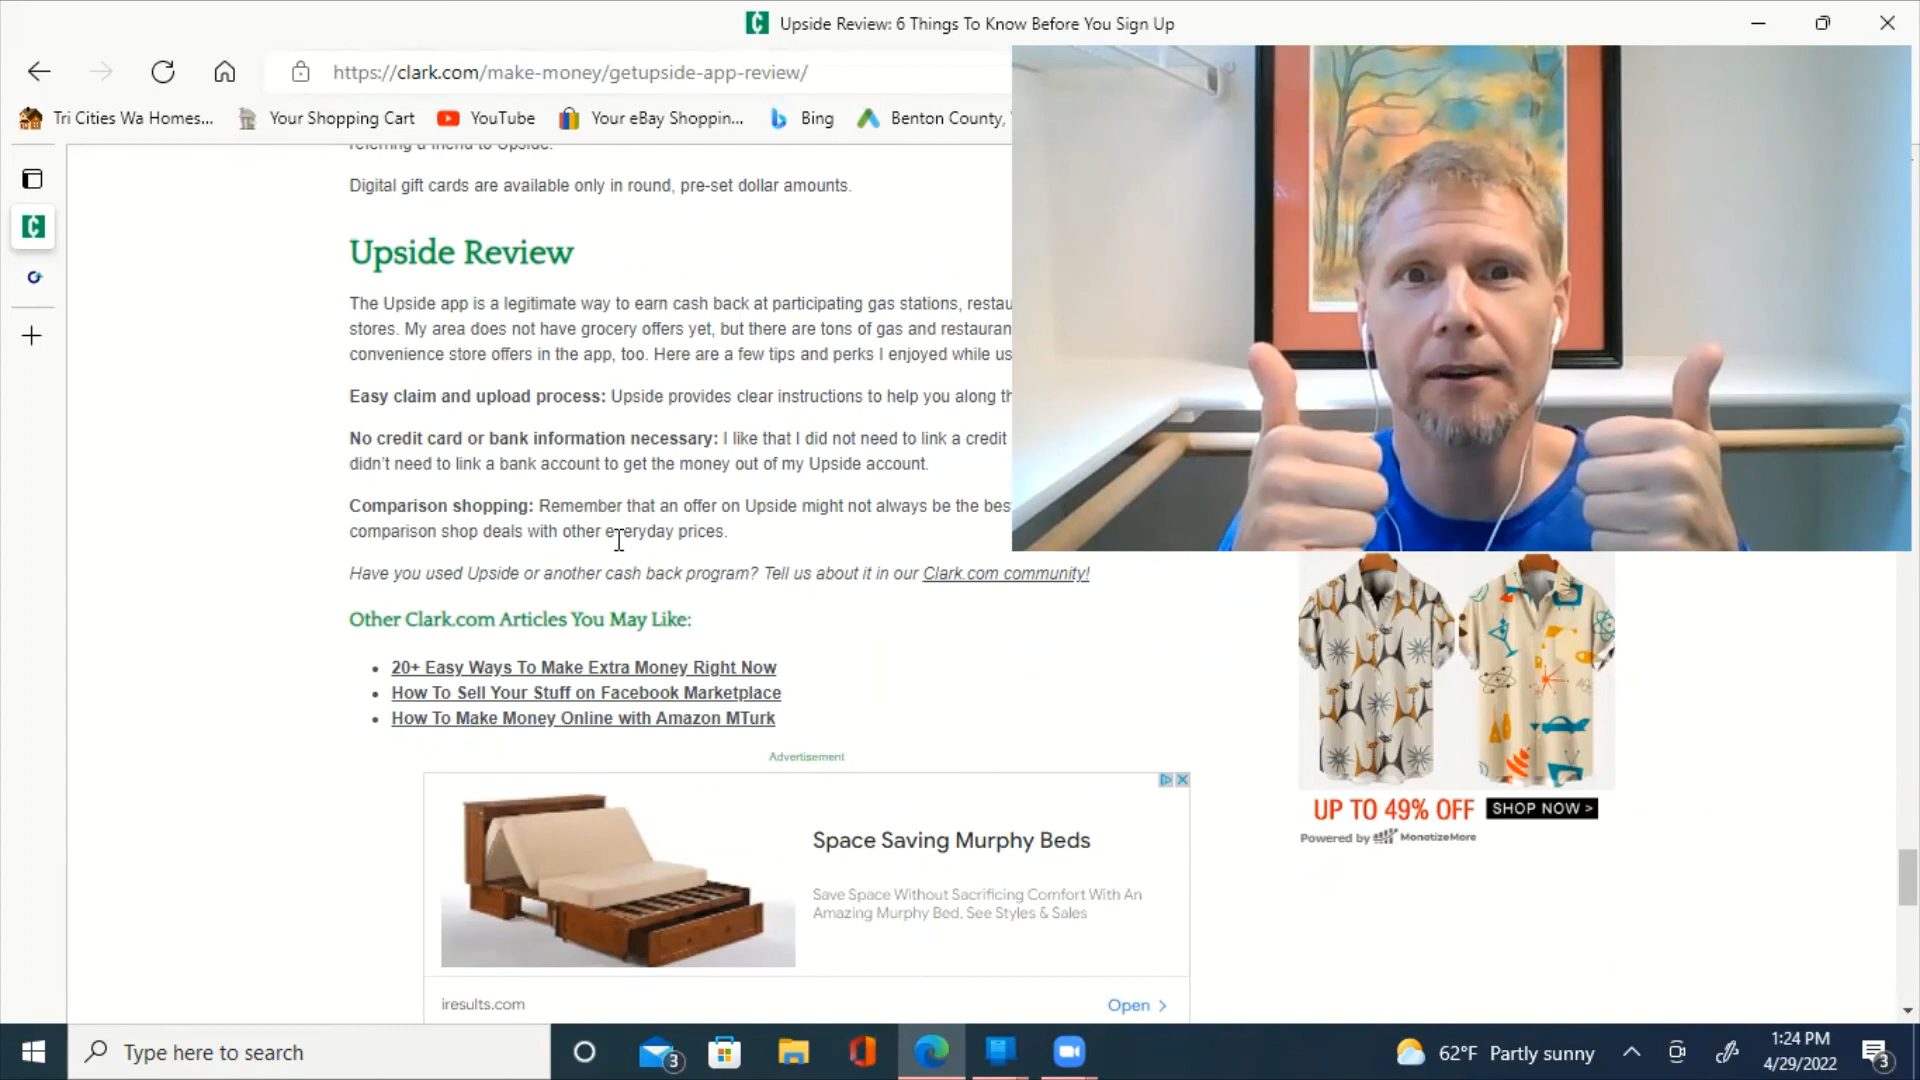 Upside Review: 6 Things To Know Before You Sign Up
https://clark.com/make-money/getupside-app-review/
Tri Cities Wa Homes...
Your Shopping Cart
YouTube
Your eBay Shoppin...
Bing
Benton County,
referring a friend to Upside.
Digital gift cards are available only in round, pre-set dollar amounts.
Upside Review
The Upside app is a legitimate way to earn cash back at participating gas stations, restau
stores. My area does not have grocery offers yet, but there are tons of gas and restauran
convenience store offers in the app, too. Here are a few tips and perks I enjoyed while us
Easy claim and upload process: Upside provides clear instructions to help you along th
No credit card or bank information necessary: I like that I did not need to link a credit
didn't need to link a bank account to get the money out of my Upside account.
Comparison shopping: Remember that an offer on Upside might not always be the bes
comparison shop deals with other everyday prices.
Have you used Upside or another cash back program? Tell us about it in our Clark.com community!
Other Clark.com Articles You May Like:
• 20+ Easy Ways To Make Extra Money Right Now
• How To Sell Your Stuff on Facebook Marketplace
• How To Make Money Online with Amazon MTurk
Advertisement
Space Saving Murphy Beds
Save Space Without Sacrificing Comfort With An
Amazing Murphy Bed. See Styles & Sales
iresults.com
Open >
UP TO 49% OFF
SHOP NOW >
Powered by MonetizeMore
Type here to search
3
62°F Partly sunny
1:24 PM
4/29/2022
3